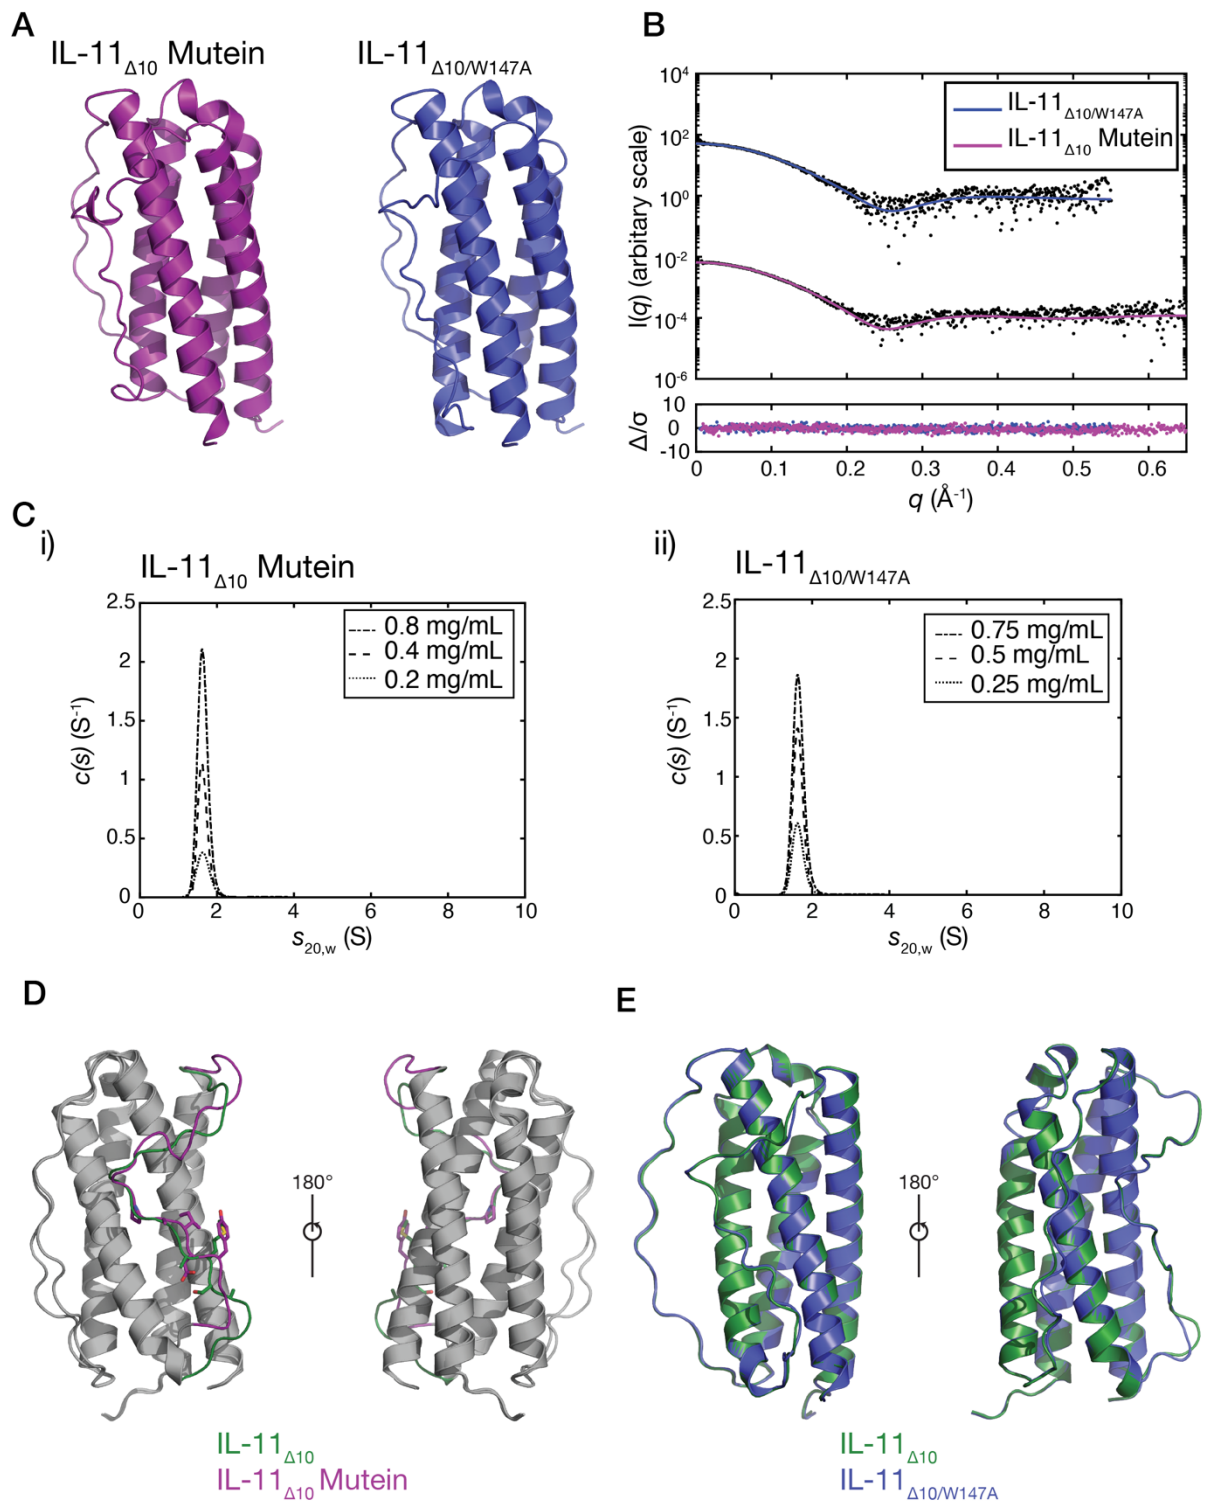 A
IL-11Δ10 Mutein
IL-11Δ10/W147A
B
10⁴
10²
10⁰
10⁻²
10⁻⁴
10⁻⁶
I(q) (arbitary scale)
IL-11Δ10/W147A
IL-11Δ10 Mutein
10
0
-10
Δ/σ
0 0.1 0.2 0.3 0.4 0.5 0.6
q (Å⁻¹)
C
i)
IL-11Δ10 Mutein
2.5
2
1.5
1
0.5
0
c(s) (S⁻¹)
0.8 mg/mL
0.4 mg/mL
0.2 mg/mL
0 2 4 6 8 10
s20,w (S)
ii)
IL-11Δ10/W147A
2.5
2
1.5
1
0.5
0
c(s) (S⁻¹)
0.75 mg/mL
0.5 mg/mL
0.25 mg/mL
0 2 4 6 8 10
s20,w (S)
D
180°
IL-11Δ10
IL-11Δ10 Mutein
E
180°
IL-11Δ10
IL-11Δ10/W147A